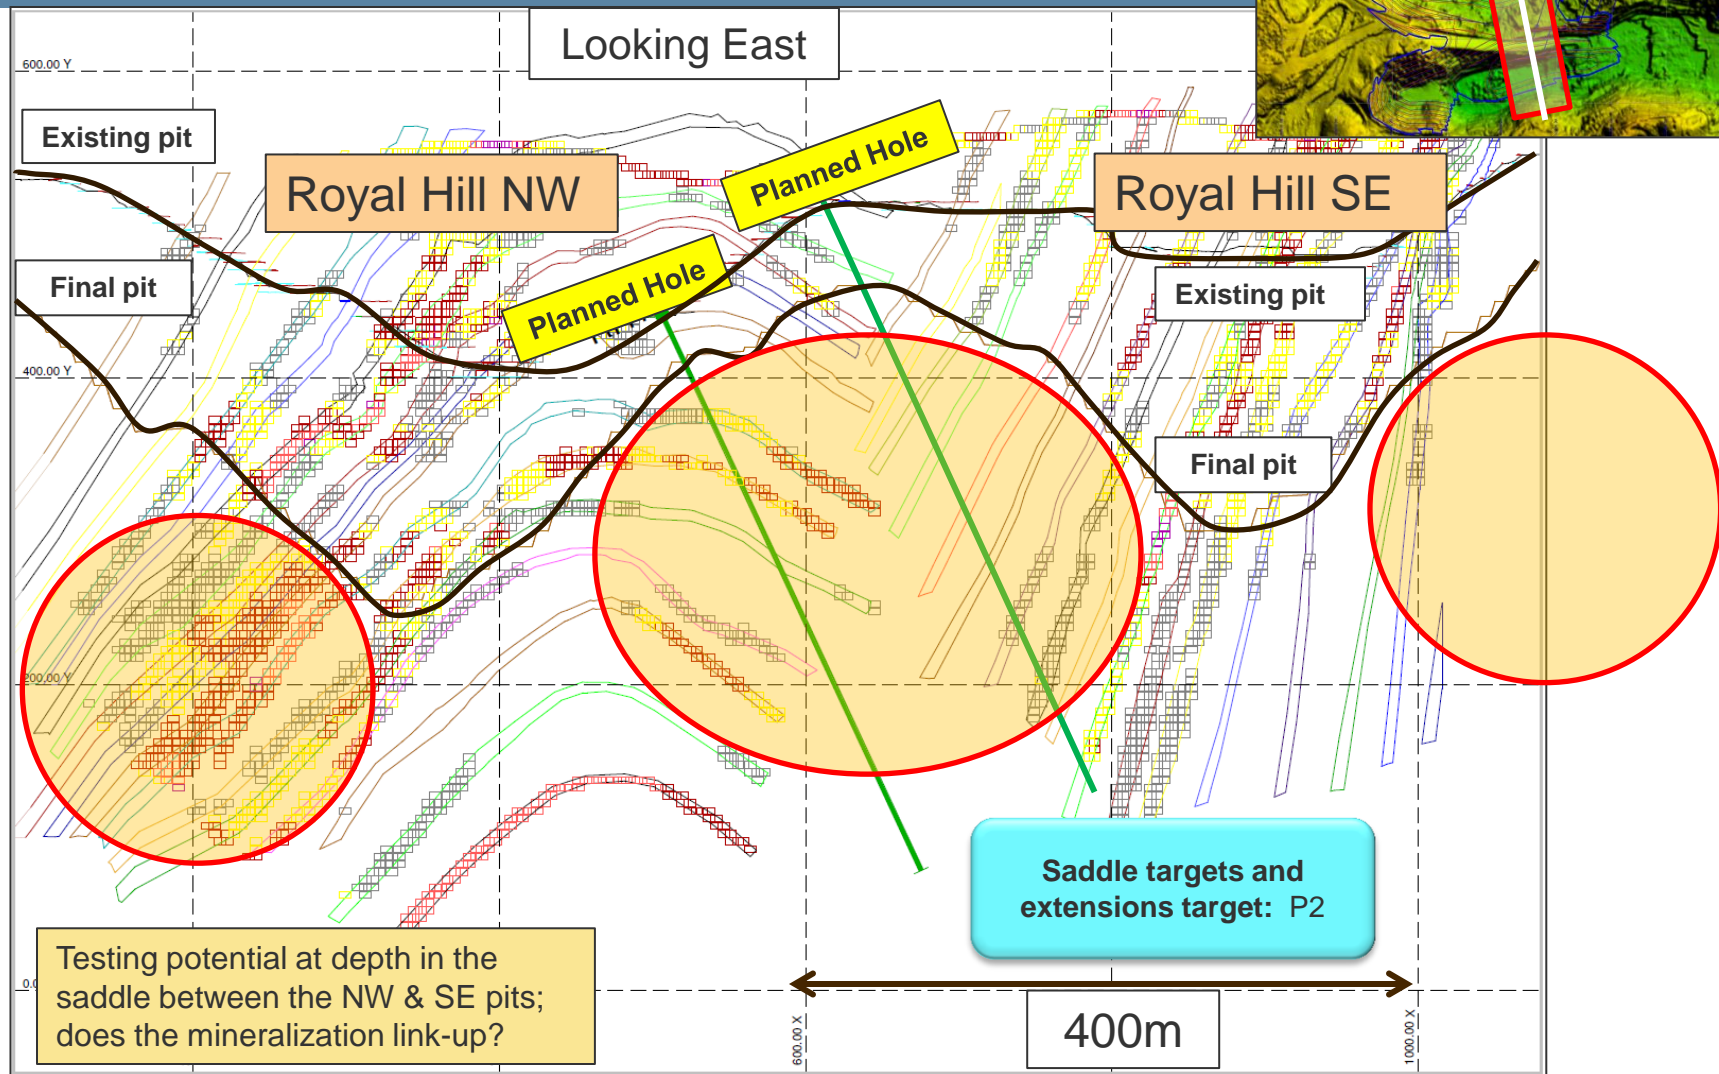 Looking East
600.00 Y
Existing pit
Planned Hole
Royal Hill NW
Royal Hill SE
Final pit
Planned Hole
Existing pit
400.00 Y
Final pit
200.00 Y
Saddle targets and
extensions target: P2
Testing potential at depth in the
saddle between the NW & SE pits;
does the mineralization link-up?
400m
600.00 X
1000.00 X